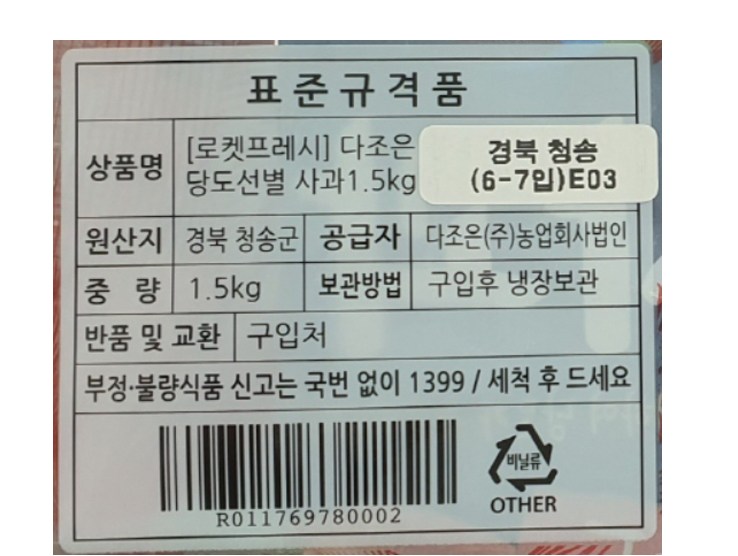 표준규격품
상품명 [로켓프레시] 다조은
당도선별 사과1.5kg
경북 청송
(6-7입)E03
원산지 경북 청송군 공급자 다조은(주)농업회사법인
중 량 1.5kg 보관방법 구입후 냉장보관
반품 및 교환 구입처
부정·불량식품 신고는 국번 없이 1399 / 세척 후 드세요
비닐류
OTHER
R011769780002